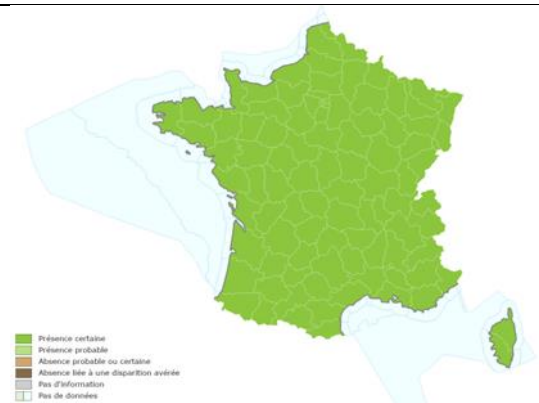 Présence certaine
Présence probable
Absence probable ou certaine
Absence liée à une disparition avérée
Pas d'information
Pas de données